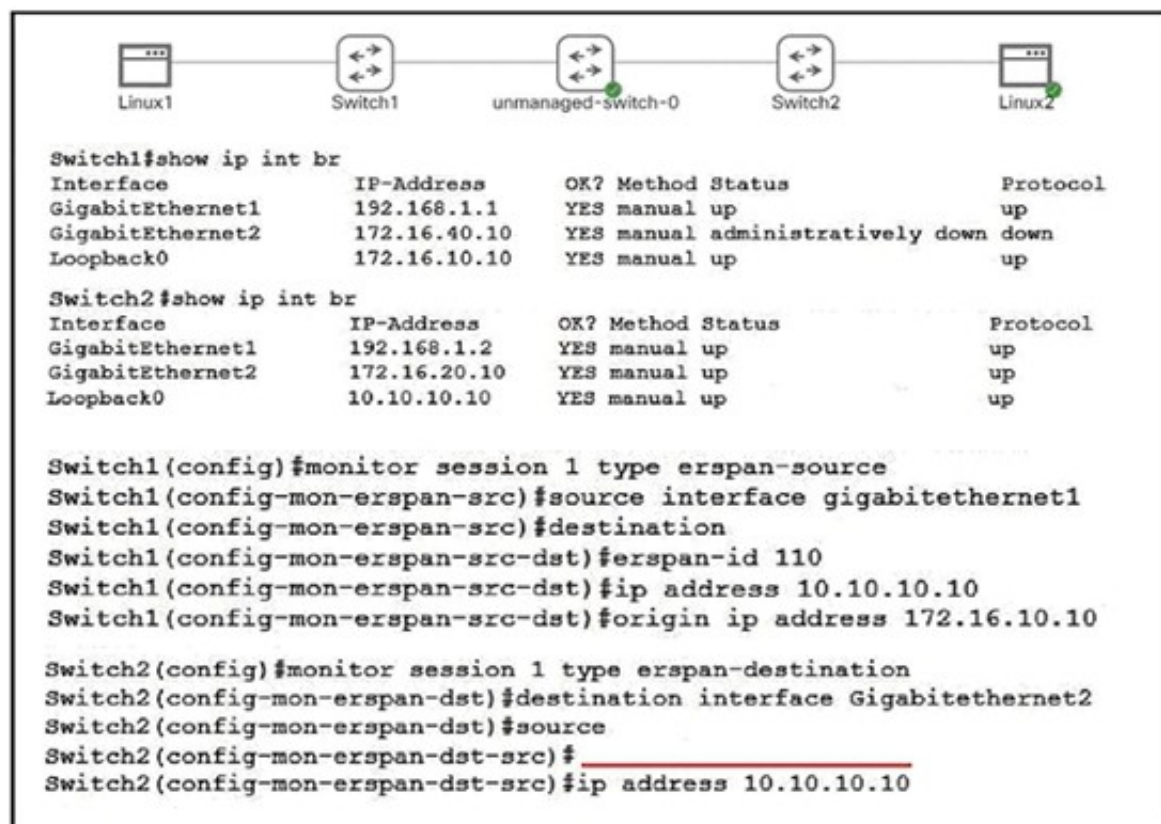 Linux1 Switch1 unmanaged-switch-0 Switch2 Linux2
Switch1#show ip int br
Interface IP-Address OK? Method Status Protocol
GigabitEthernet1 192.168.1.1 YES manual up up
GigabitEthernet2 172.16.40.10 YES manual administratively down down
Loopback0 172.16.10.10 YES manual up up
Switch2#show ip int br
Interface IP-Address OK? Method Status Protocol
GigabitEthernet1 192.168.1.2 YES manual up up
GigabitEthernet2 172.16.20.10 YES manual up up
Loopback0 10.10.10.10 YES manual up up
Switch1(config)#monitor session 1 type erspan-source
Switch1(config-mon-erspan-src)#source interface gigabitethernet1
Switch1(config-mon-erspan-src)#destination
Switch1(config-mon-erspan-src-dst)#erspan-id 110
Switch1(config-mon-erspan-src-dst)#ip address 10.10.10.10
Switch1(config-mon-erspan-src-dst)#origin ip address 172.16.10.10
Switch2(config)#monitor session 1 type erspan-destination
Switch2(config-mon-erspan-dst)#destination interface Gigabitethernet2
Switch2(config-mon-erspan-dst)#source
Switch2(config-mon-erspan-dst-src)#
Switch2(config-mon-erspan-dst-src)#ip address 10.10.10.10